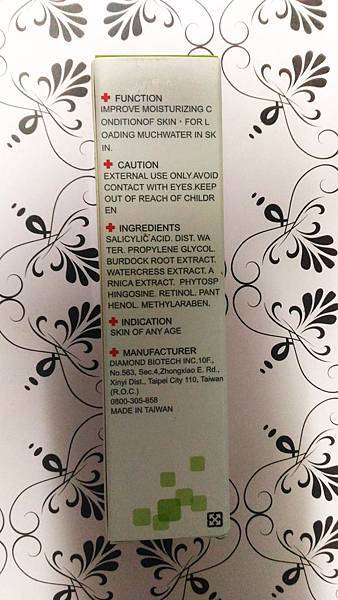 FUNCTION
IMPROVE MOISTURIZING C
ONDITIONOF SKIN，FOR L
OADING MUCHWATER IN SK
IN.
CAUTION
EXTERNAL USE ONLY.AVOID
CONTACT WITH EYES.KEEP
OUT OF REACH OF CHILDR
EN
INGREDIENTS
SALICYLIC ACID. DIST. WA
TER. PROPYLENE GLYCOL.
BURDOCK ROOT EXTRACT.
WATERCRESS EXTRACT. A
RNICA EXTRACT. PHYTOSP
HINGOSINE. RETINOL. PANT
HENOL. METHYLARABEN.
INDICATION
SKIN OF ANY AGE
MANUFACTURER
DIAMOND BIOTECH INC.10F.,
No.563, Sec.4,Zhongxiao E. Rd.,
Xinyi Dist., Taipei City 110, Taiwan
(R.O.C.)
0800-305-858
MADE IN TAIWAN